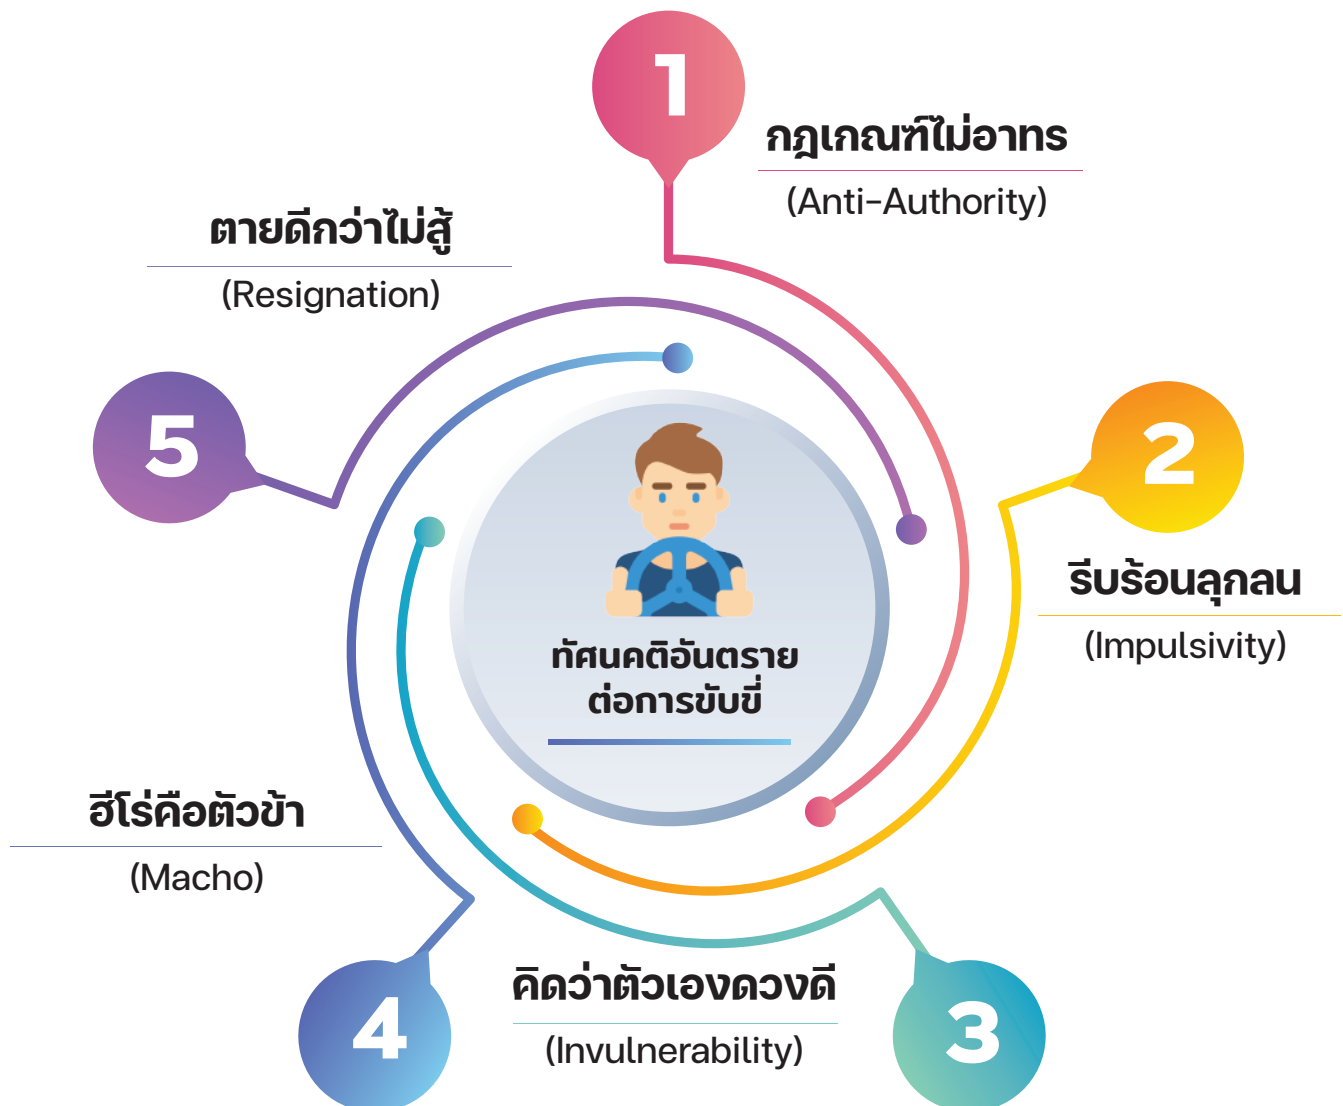 1
กฎเกณฑ์ไม่อาทร
(Anti-Authority)
2
รีบร้อนลุกลน
(Impulsivity)
3
คิดว่าตัวเองดวงดี
(Invulnerability)
4
ฮีโร่คือตัวข้า
(Macho)
5
ตายดีกว่าไม่สู้
(Resignation)
ทัศนคติอันตราย
ต่อการขับขี่